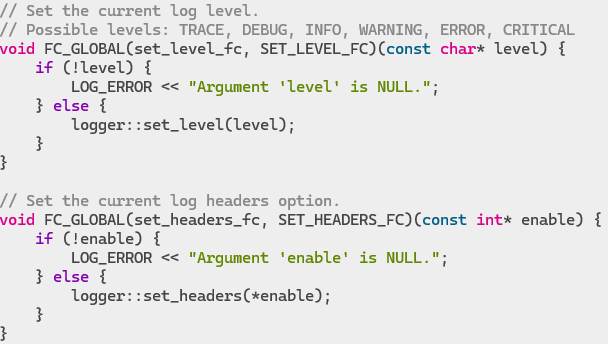 // Set the current log level.
// Possible levels: TRACE, DEBUG, INFO, WARNING, ERROR, CRITICAL
void FC_GLOBAL(set_level_fc, SET_LEVEL_FC)(const char* level) {
    if (!level) {
        LOG_ERROR << "Argument 'level' is NULL.";
    } else {
        logger::set_level(level);
    }
}

// Set the current log headers option.
void FC_GLOBAL(set_headers_fc, SET_HEADERS_FC)(const int* enable) {
    if (!enable) {
        LOG_ERROR << "Argument 'enable' is NULL.";
    } else {
        logger::set_headers(*enable);
    }
}